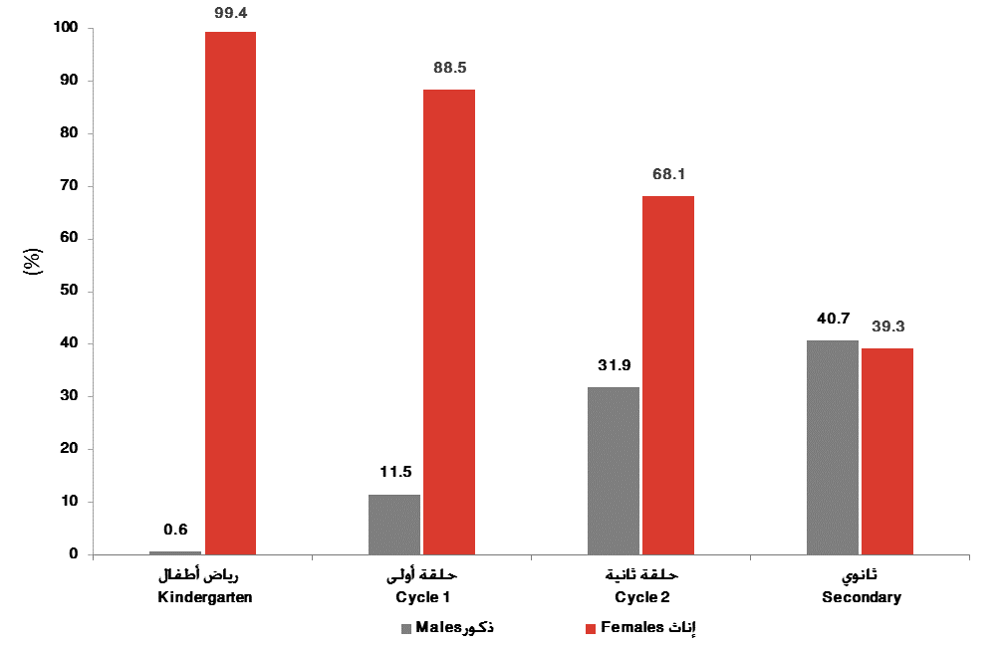 99.4
100
88.5
90
80
68.1
70
60
(%)
50
40.7
39.3
40
31.9
30
20
11.5
10
0.6
0
رياض أطفال
حلقة أولى
حلقة ثانية
ثانوي
Kindergarten
Cycle 1
Cycle 2
Secondary
Males ذكور
Females إناث